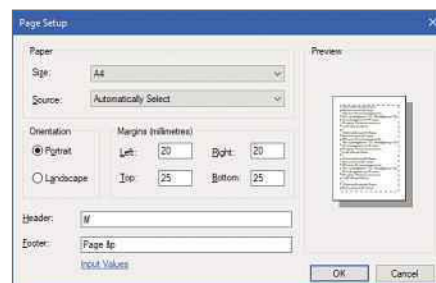 Page Setup
Paper
Size:
A4
Source:
Automatically Select
Orientation
Portrait
Landscape
Margins (millimetres)
Left: 20 Right: 20
Top: 25 Bottom: 25
Preview
Header:
Footer: Page &p
Input Values
OK Cancel